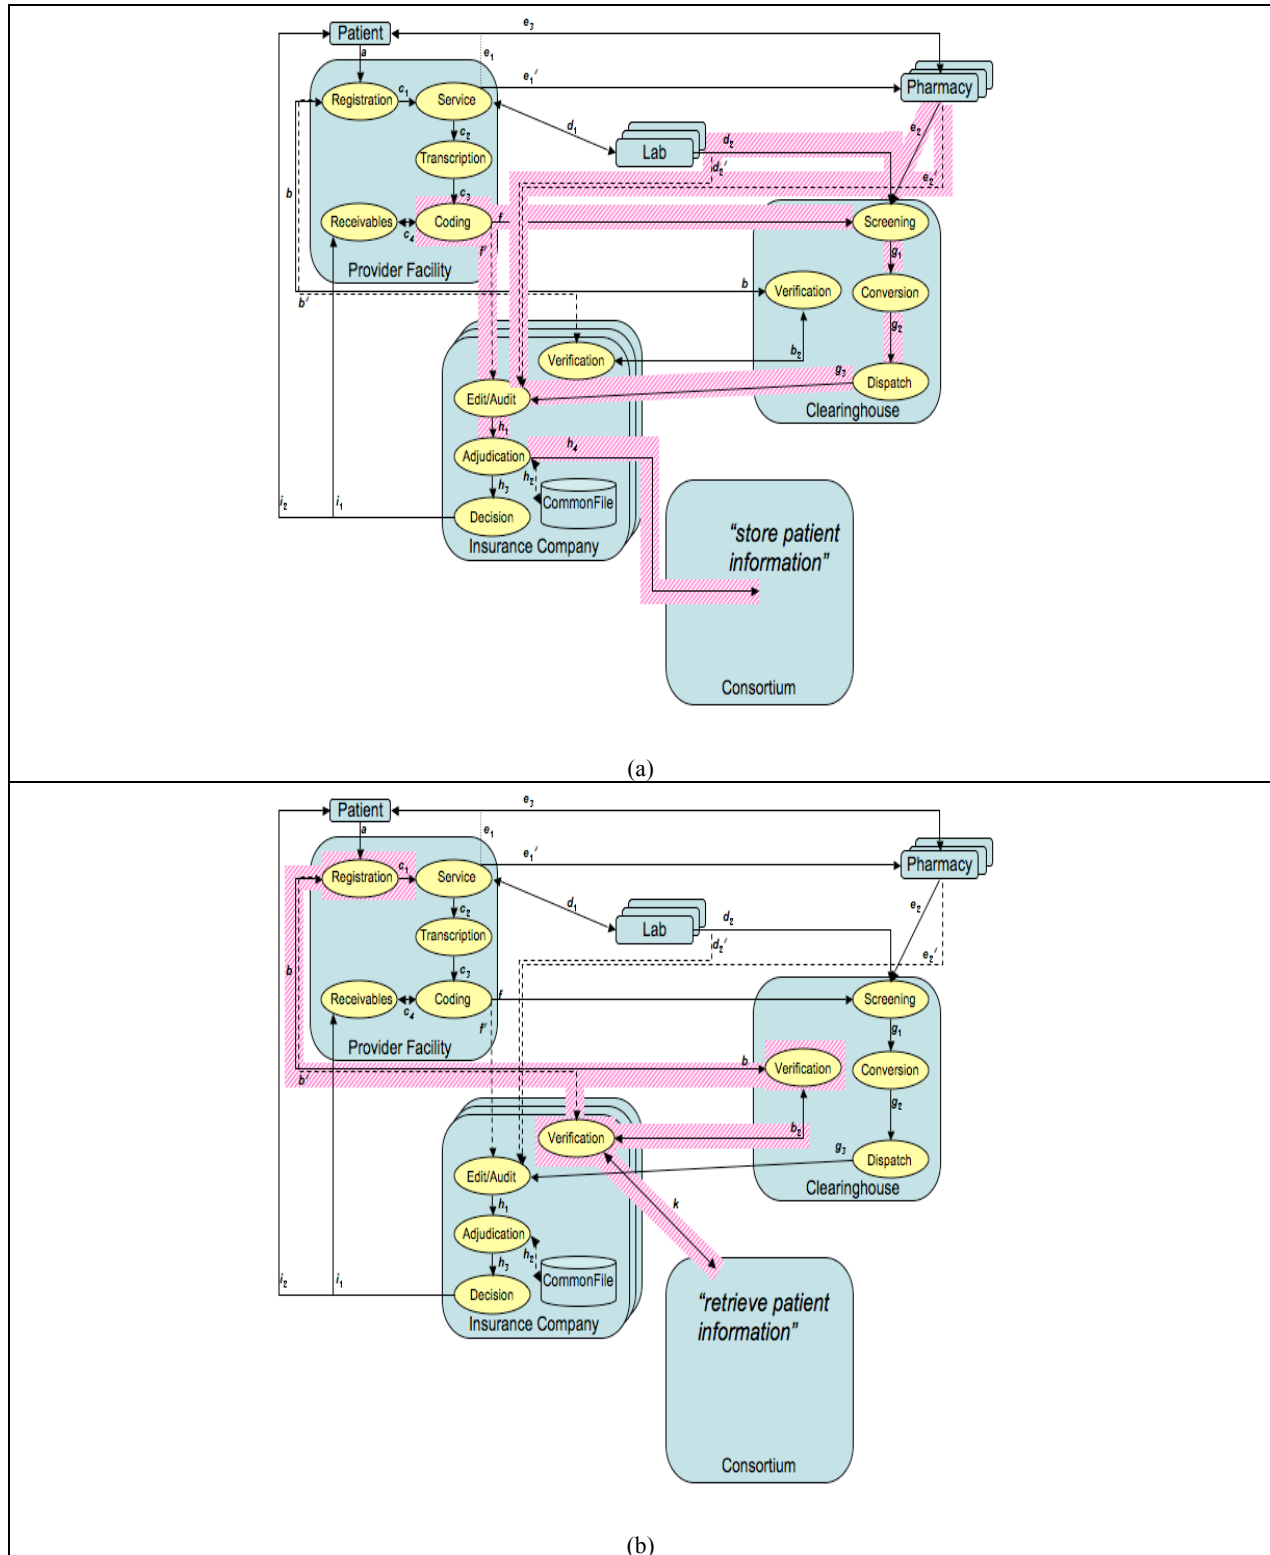 Patient
e3
a
e1
e1′
Pharmacy
Registration
c1
Service
d1
c2
Lab
d2
d2′
e2
e2′
Transcription
b
c3
Receivables
c4
Coding
f
f′
Screening
g1
Provider Facility
b′
b
Verification
Conversion
g2
b2
Verification
g3
Dispatch
Clearinghouse
Edit/Audit
h1
Adjudication
h4
h2
h3
CommonFile
i2
i1
Decision
Insurance Company
“store patient
information”
Consortium
(a)
Patient
e3
a
e1
e1′
Pharmacy
Registration
c1
Service
d1
c2
Lab
d2
d2′
e2
e2′
Transcription
b
c3
Receivables
c4
Coding
f
f′
Screening
g1
Provider Facility
b′
b
Verification
Conversion
g2
b2
Verification
g3
Dispatch
Clearinghouse
Edit/Audit
h1
k
Adjudication
h2
h3
CommonFile
i2
i1
Decision
Insurance Company
“retrieve patient
information”
Consortium
(b)